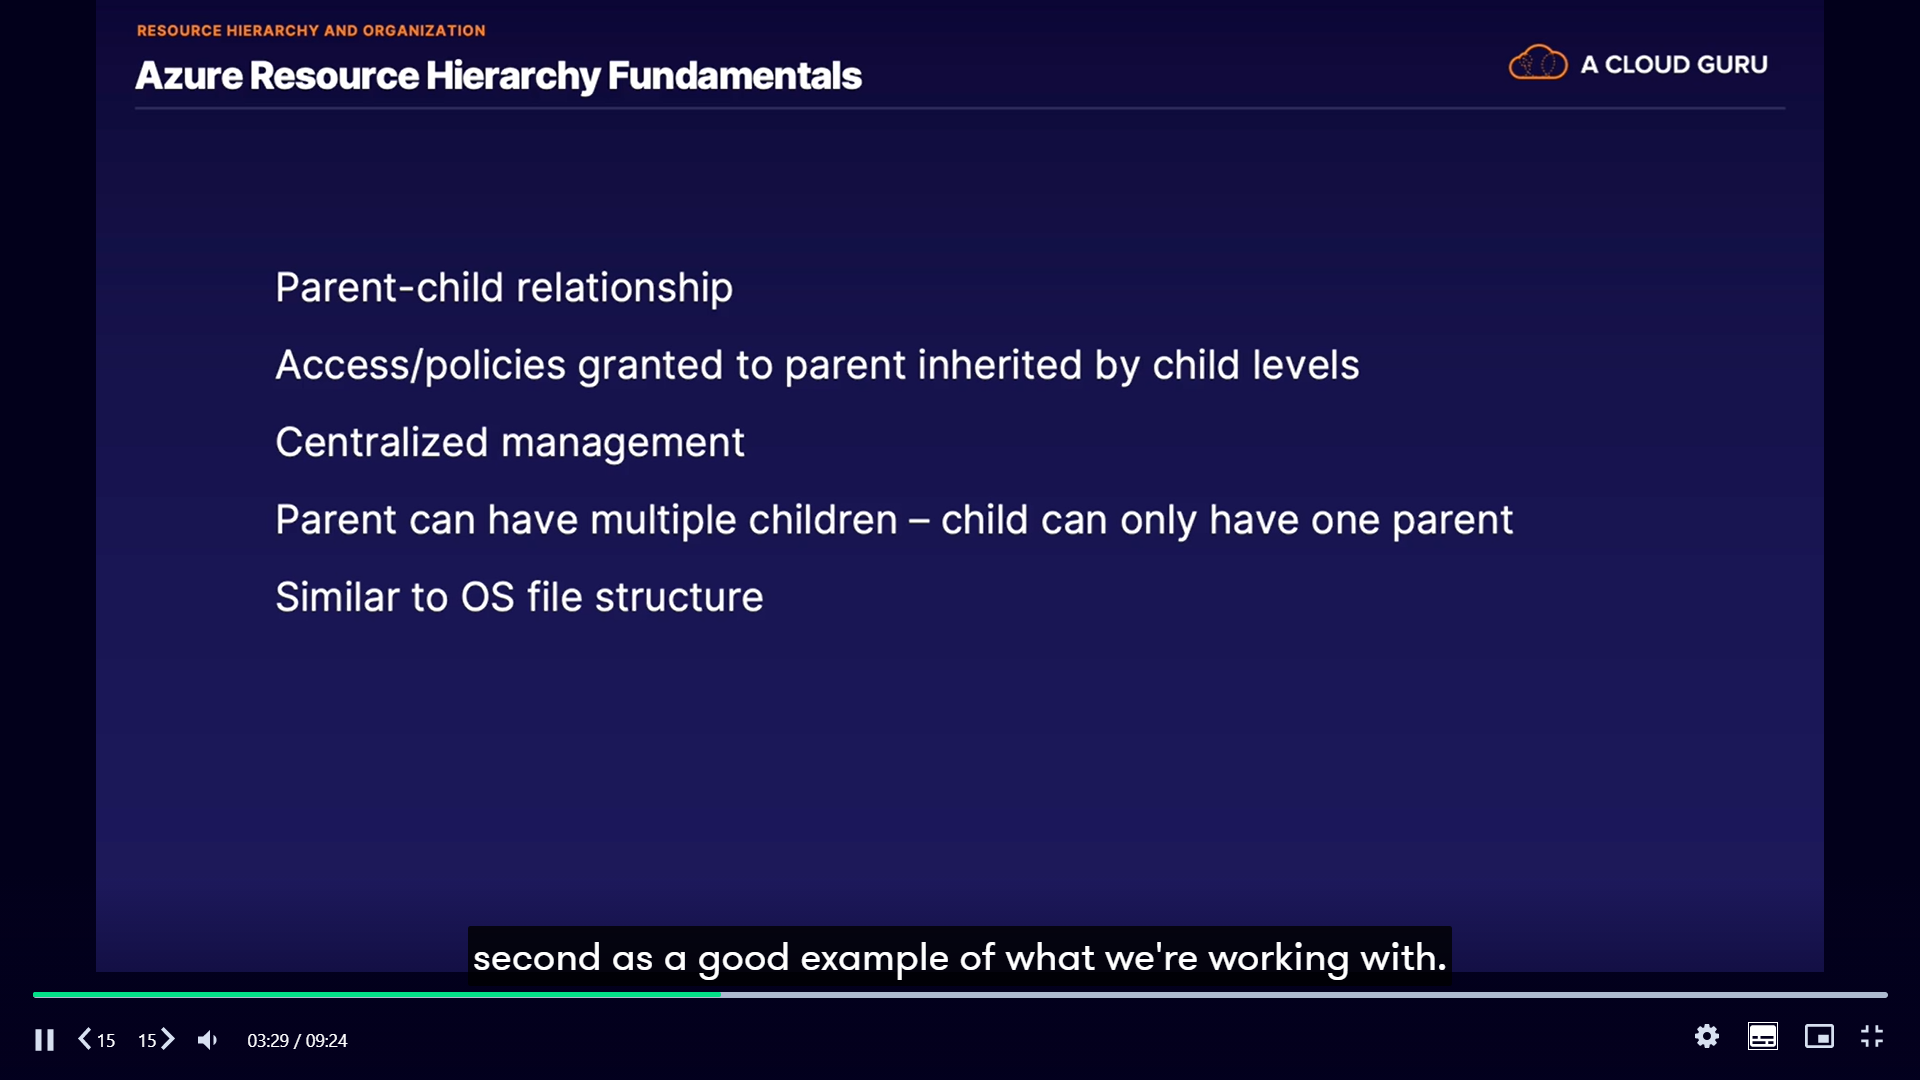 RESOURCE HIERARCHY AND ORGANIZATION
Azure Resource Hierarchy Fundamentals
A CLOUD GURU
Parent-child relationship
Access/policies granted to parent inherited by child levels
Centralized management
Parent can have multiple children – child can only have one parent
Similar to OS file structure
second as a good example of what we're working with.
15 15 03:29 / 09:24